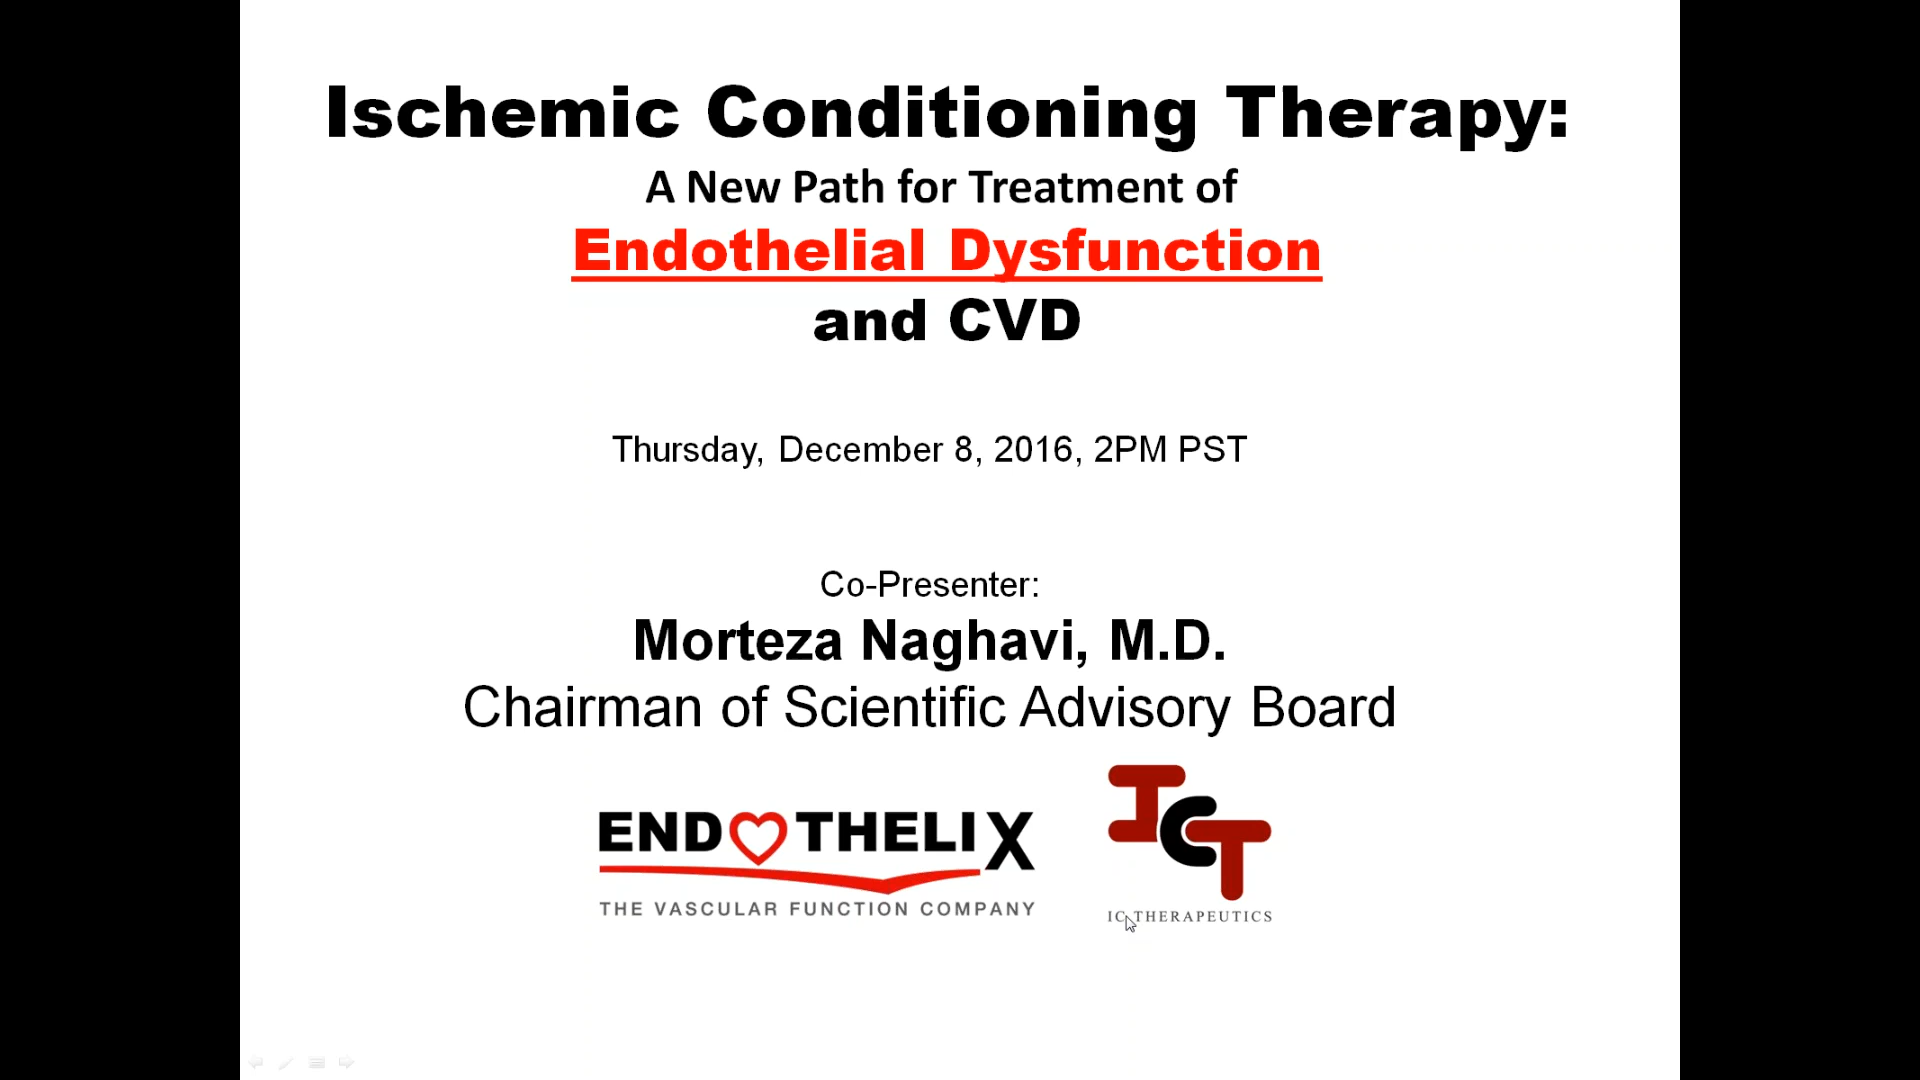 Ischemic Conditioning Therapy:
A New Path for Treatment of
Endothelial Dysfunction
and CVD
Thursday, December 8, 2016, 2PM PST
Co-Presenter:
Morteza Naghavi, M.D.
Chairman of Scientific Advisory Board
ENDOTHELIX
THE VASCULAR FUNCTION COMPANY
ICT
IC THERAPEUTICS